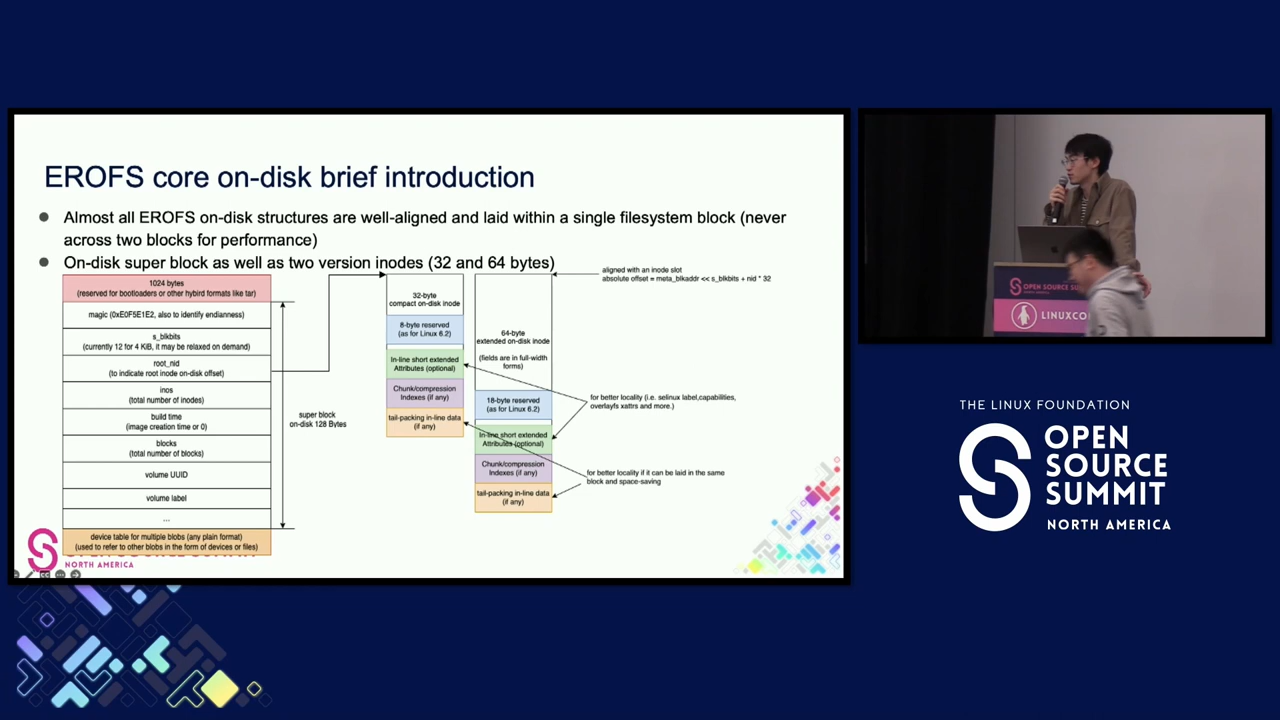 EROFS core on-disk brief introduction
Almost all EROFS on-disk structures are well-aligned and laid within a single filesystem block (never
across two blocks for performance)
On-disk super block as well as two version inodes (32 and 64 bytes)
1024 bytes
(reserved for bootloaders or other hybird formats like tar)
magic (0xE0F5E1E2, also to identify endianness)
s_blkbits
(currently 12 for 4 KiB, it may be relaxed on demand)
root_nid
(to indicate root inode on-disk offset)
inos
(total number of inodes)
build time
(image creation time or 0)
blocks
(total number of blocks)
volume UUID
volume label
...
device table for multiple blobs (any plain format)
(used to refer to other blobs in the form of devices or files)
super block
on-disk 128 Bytes
32-byte
compact on-disk inode
8-byte reserved
(as for Linux 6.2)
In-line short extended
Attributes (optional)
Chunk/compression
Indexes (if any)
tail-packing in-line data
(if any)
64-byte
extended on-disk inode
(fields are in full-width
forms)
18-byte reserved
(as for Linux 6.2)
In-line short extended
Attributes (optional)
Chunk/compression
Indexes (if any)
tail-packing in-line data
(if any)
aligned with an inode slot
absolute offset = meta_blkaddr << s_blkbits + nid * 32
for better locality (i.e. selinux label,capabilities,
overlayfs xattrs and more.)
for better locality if it can be laid in the same
block and space-saving
NORTH AMERICA
OPEN SOURCE SU
LINUXCO
THE LINUX FOUNDATION
OPEN
SOURCE
SUMMIT
NORTH AMERICA